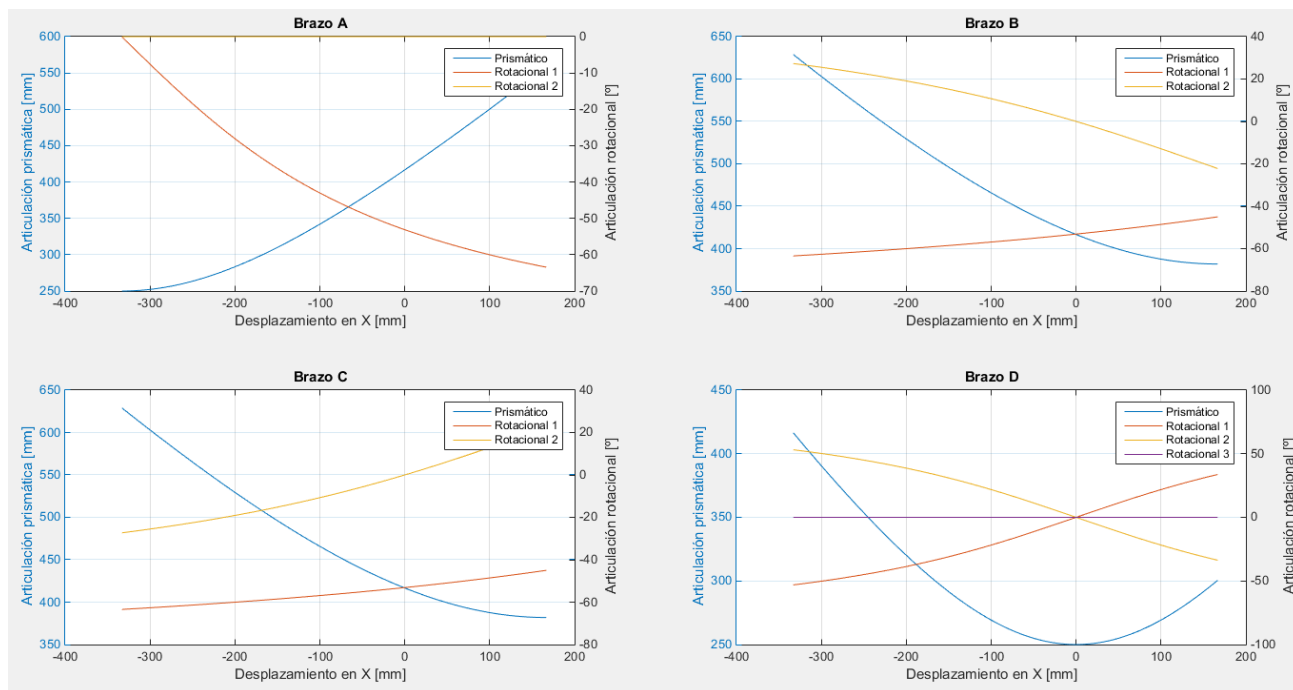 Brazo A
600
550
500
450
400
350
300
250
Articulación prismática [mm]
Prismático
Rotacional 1
Rotacional 2
0
-10
-20
-30
-40
-50
-60
-70
Articulación rotacional [º]
-400 -300 -200 -100 0 100 200
Desplazamiento en X [mm]
Brazo B
650
600
550
500
450
400
350
Articulación prismática [mm]
Prismático
Rotacional 1
Rotacional 2
40
20
0
-20
-40
-60
-80
Articulación rotacional [º]
-400 -300 -200 -100 0 100 200
Desplazamiento en X [mm]
Brazo C
650
600
550
500
450
400
350
Articulación prismática [mm]
Prismático
Rotacional 1
Rotacional 2
40
20
0
-20
-40
-60
-80
Articulación rotacional [º]
-400 -300 -200 -100 0 100 200
Desplazamiento en X [mm]
Brazo D
450
400
350
300
250
Articulación prismática [mm]
Prismático
Rotacional 1
Rotacional 2
Rotacional 3
100
50
0
-50
-100
Articulación rotacional [º]
-400 -300 -200 -100 0 100 200
Desplazamiento en X [mm]